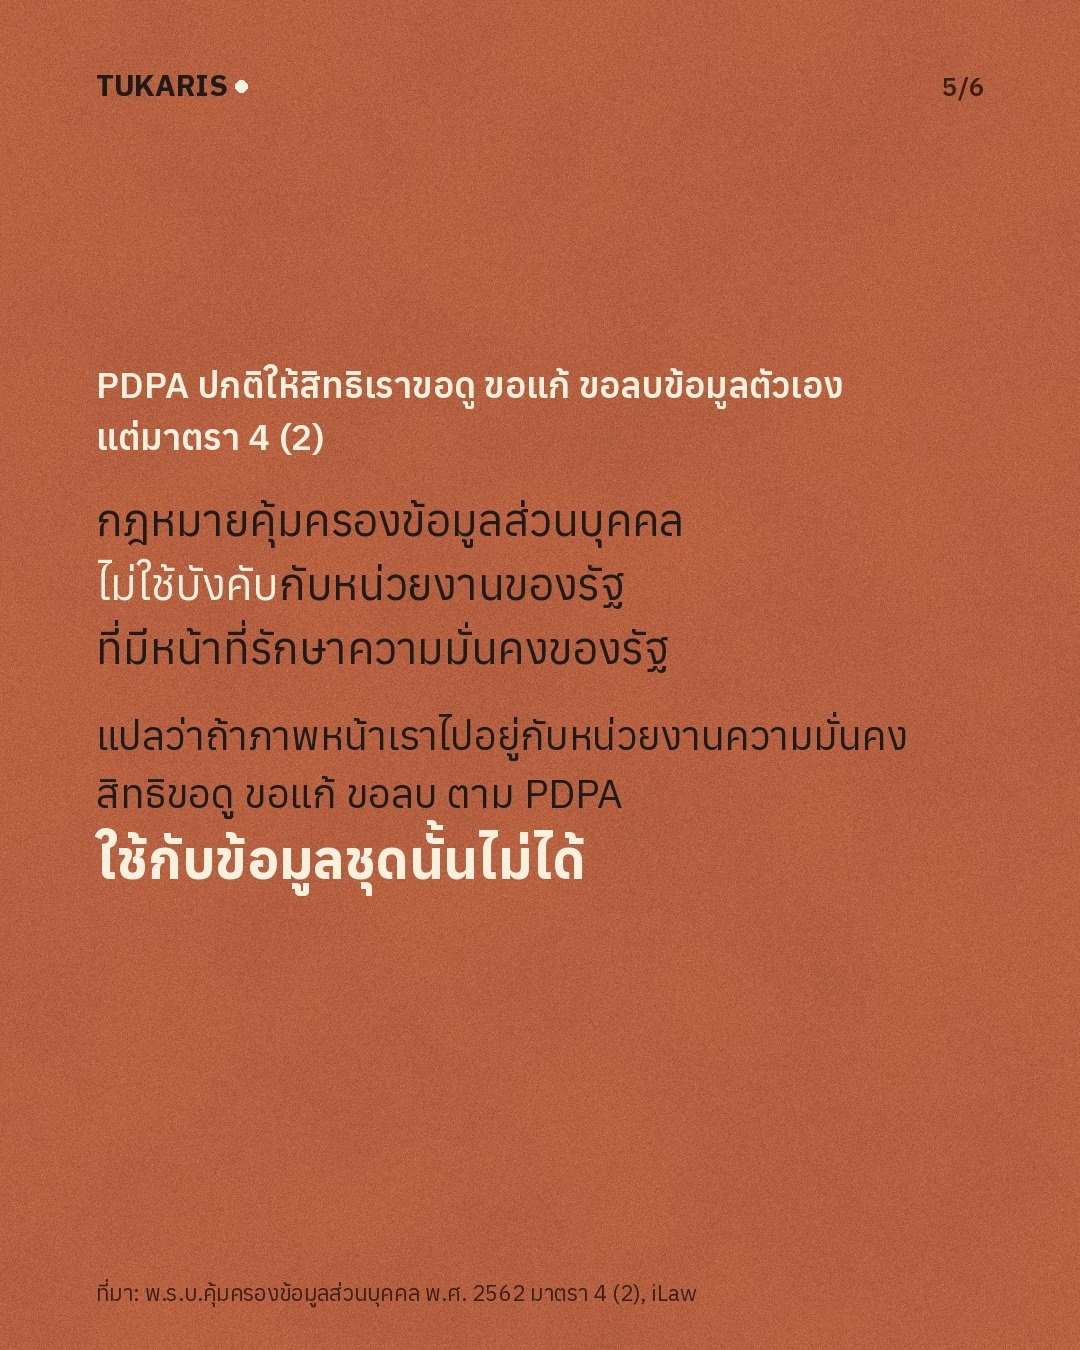 TUKARIS
5/6
PDPA ปกติให้สิทธิเราขอดู ขอแก้ ขอลบข้อมูลตัวเอง
แต่มาตรา 4 (2)
กฎหมายคุ้มครองข้อมูลส่วนบุคคล
ไม่ใช้บังคับกับหน่วยงานของรัฐ
ที่มีหน้าที่รักษาความมั่นคงของรัฐ
แปลว่าถ้าภาพหน้าเราไปอยู่กับหน่วยงานความมั่นคง
สิทธิขอดู ขอแก้ ขอลบ ตาม PDPA
ใช้กับข้อมูลชุดนั้นไม่ได้
ที่มา: พ.ร.บ.คุ้มครองข้อมูลส่วนบุคคล พ.ศ. 2562 มาตรา 4 (2), iLaw